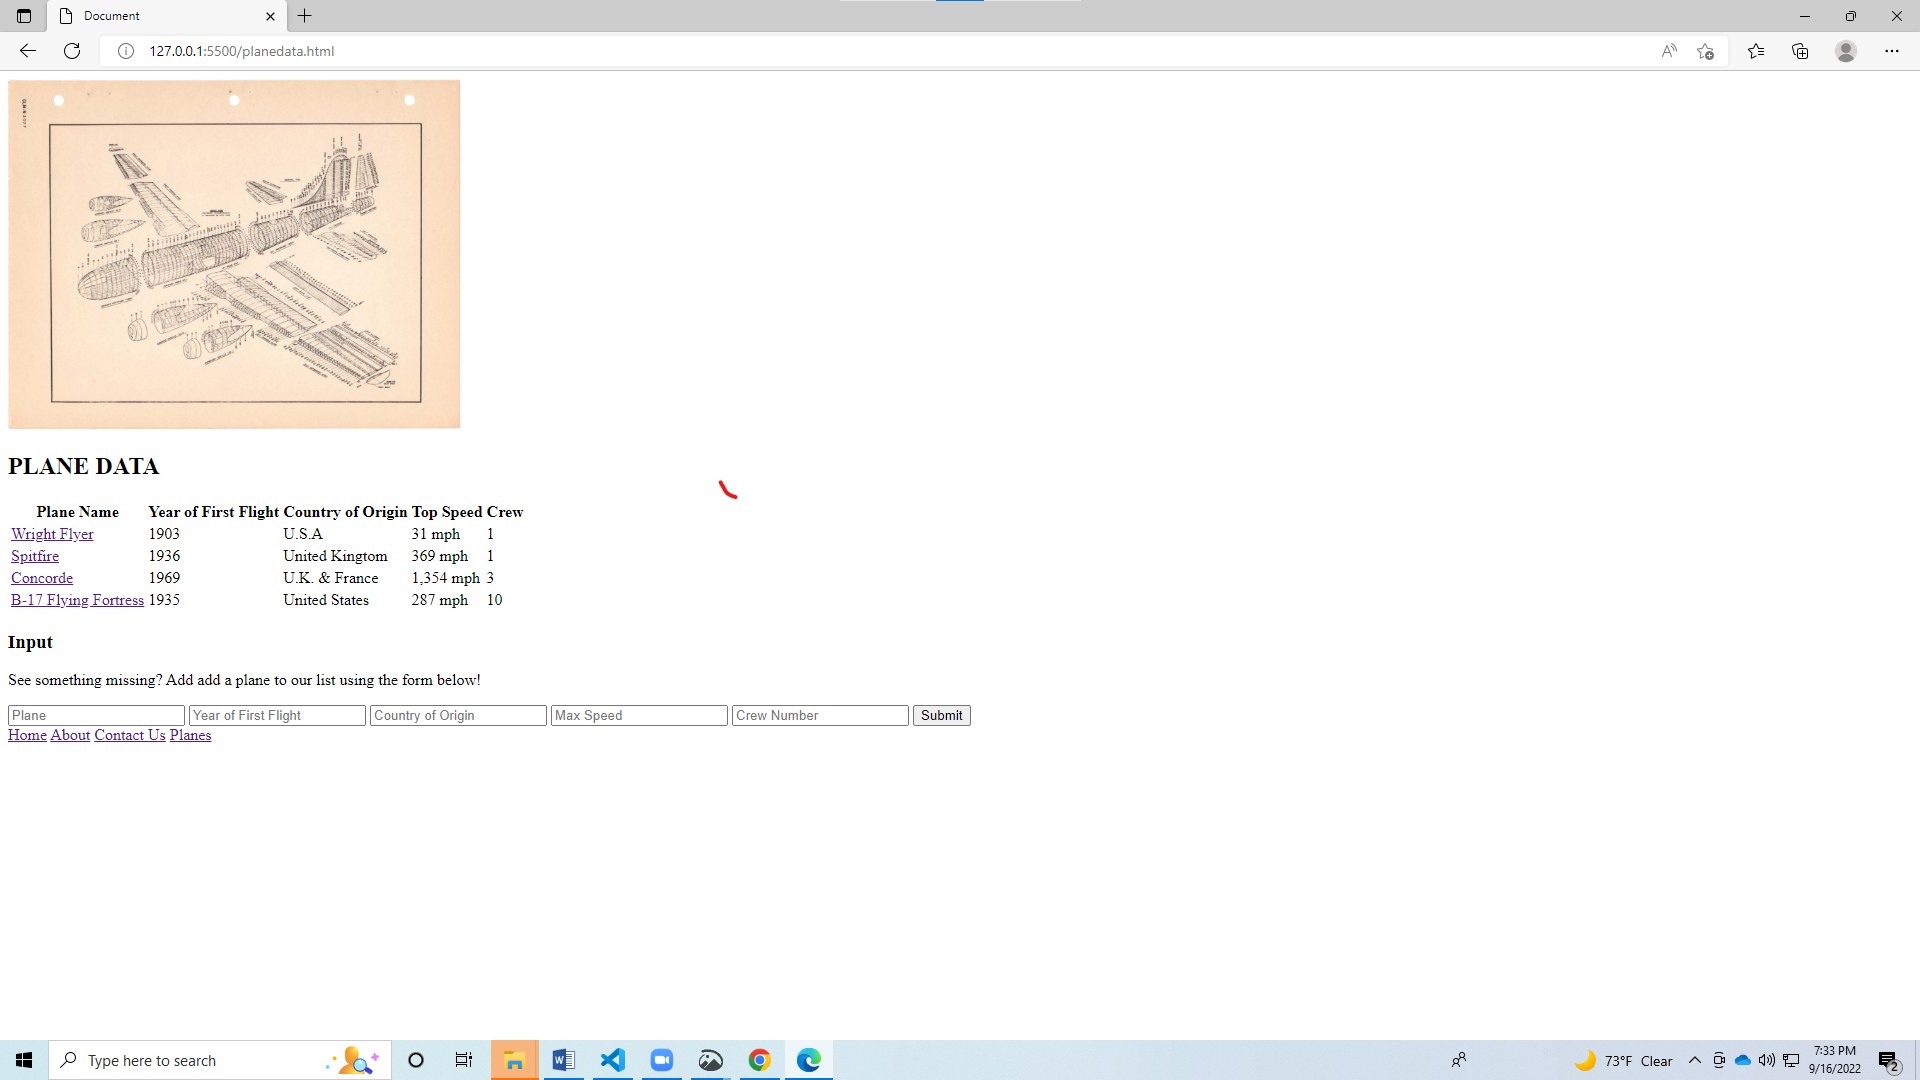 Document
127.0.0.1:5500/planedata.html
PLANE DATA
Plane Name Year of First Flight Country of Origin Top Speed Crew
Wright Flyer 1903 U.S.A 31 mph 1
Spitfire 1936 United Kingtom 369 mph 1
Concorde 1969 U.K. & France 1,354 mph 3
B-17 Flying Fortress 1935 United States 287 mph 10
Input
See something missing? Add add a plane to our list using the form below!
Plane Year of First Flight Country of Origin Max Speed Crew Number Submit
Home About Contact Us Planes
Type here to search
73°F Clear
7:33 PM
9/16/2022
2